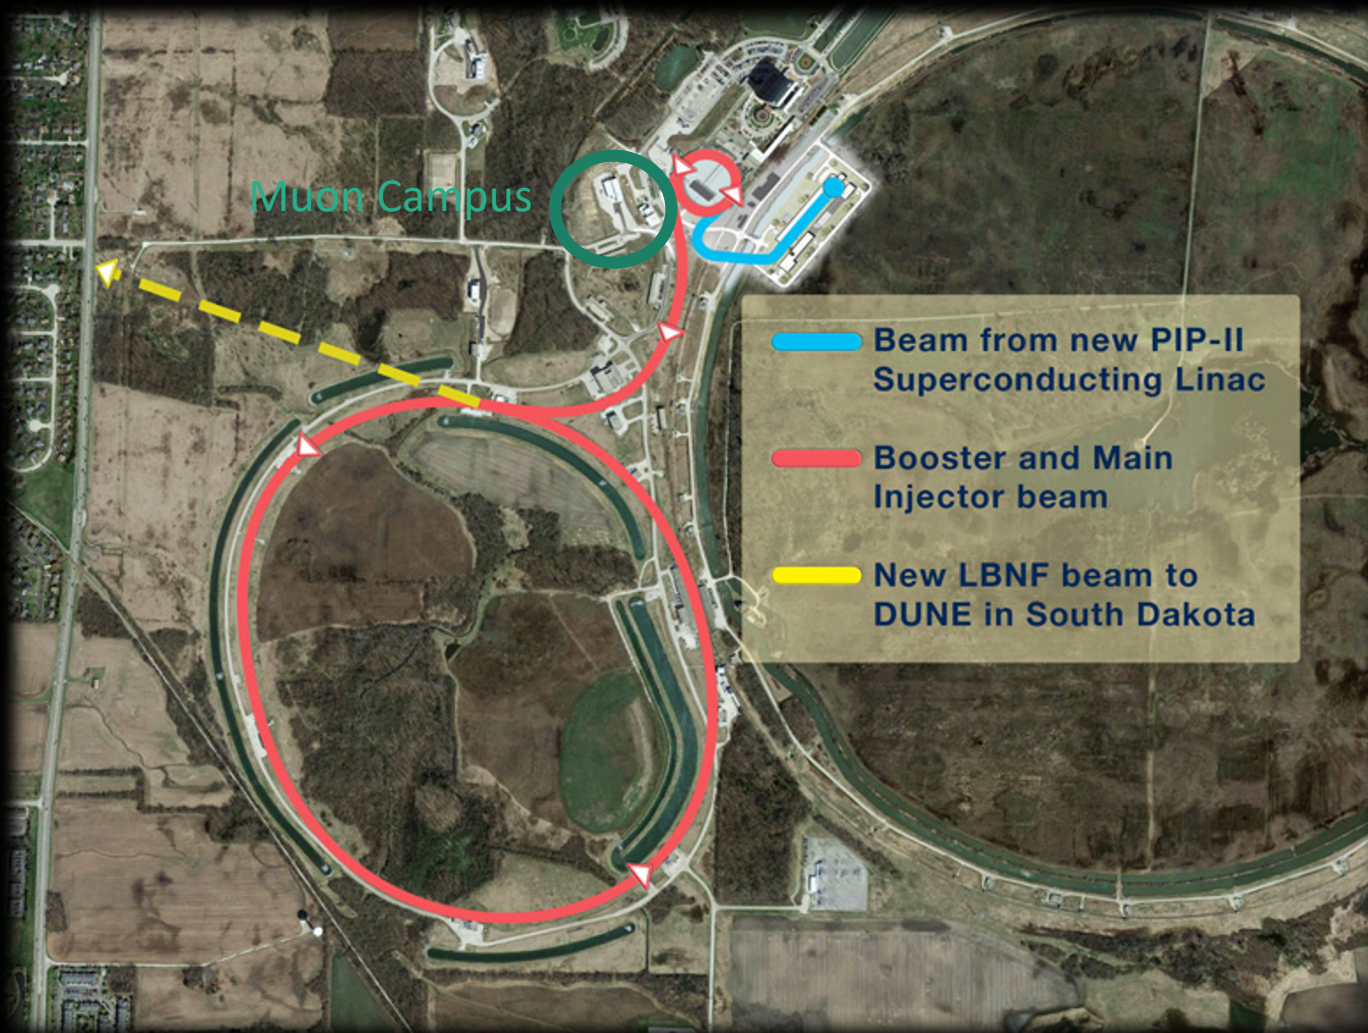 Muon Campus
Beam from new PIP-II
Superconducting Linac
Booster and Main
Injector beam
New LBNF beam to
DUNE in South Dakota